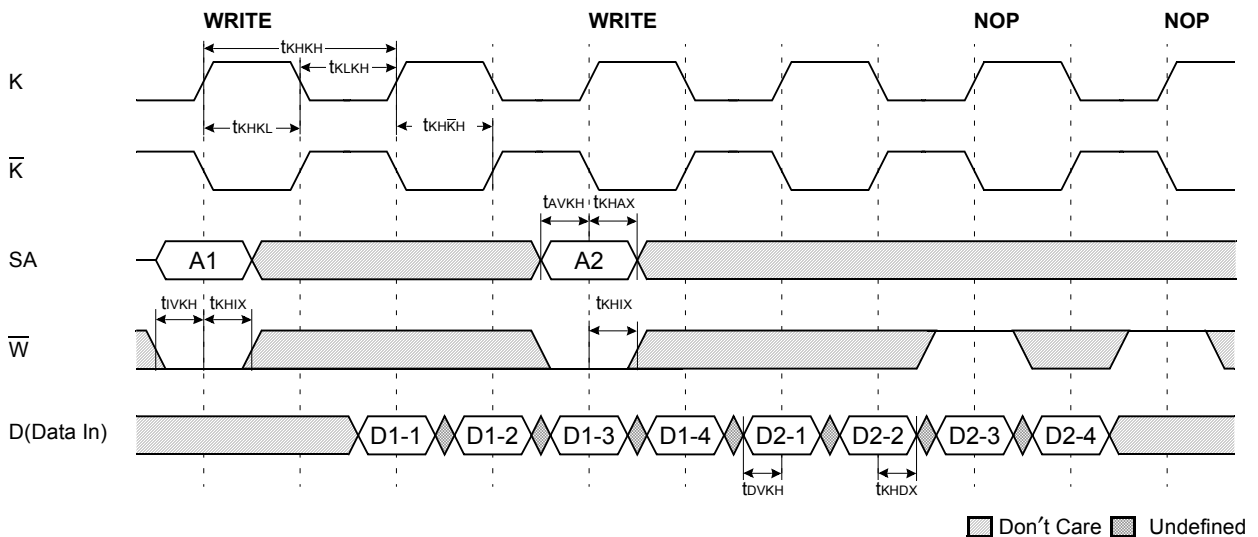 WRITE WRITE NOP NOP
tKHKH
tKLKH
K
tKHKL tKHK̅H
K̅
tAVKH tKHAX
SA A1 A2
tIVKH tKHIX tKHIX
W̅
D(Data In) D1-1 D1-2 D1-3 D1-4 D2-1 D2-2 D2-3 D2-4
tDVKH tKHDX
Don′t Care Undefined